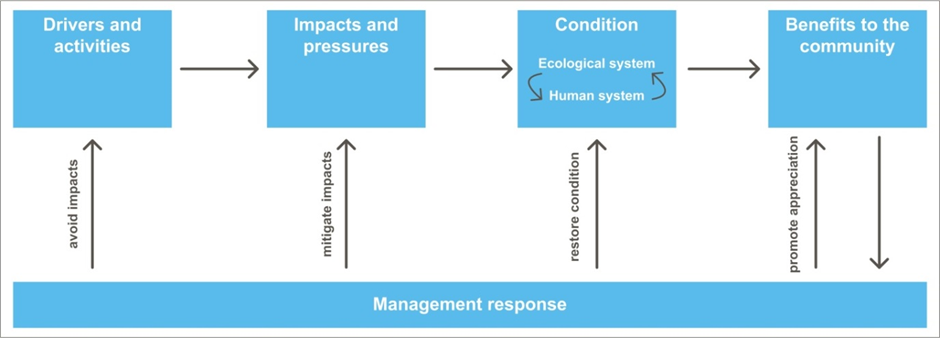 Drivers and
activities
Impacts and
pressures
Condition
Ecological system
Human system
Benefits to the
community
avoid impacts
mitigate impacts
restore condition
promote appreciation
Management response